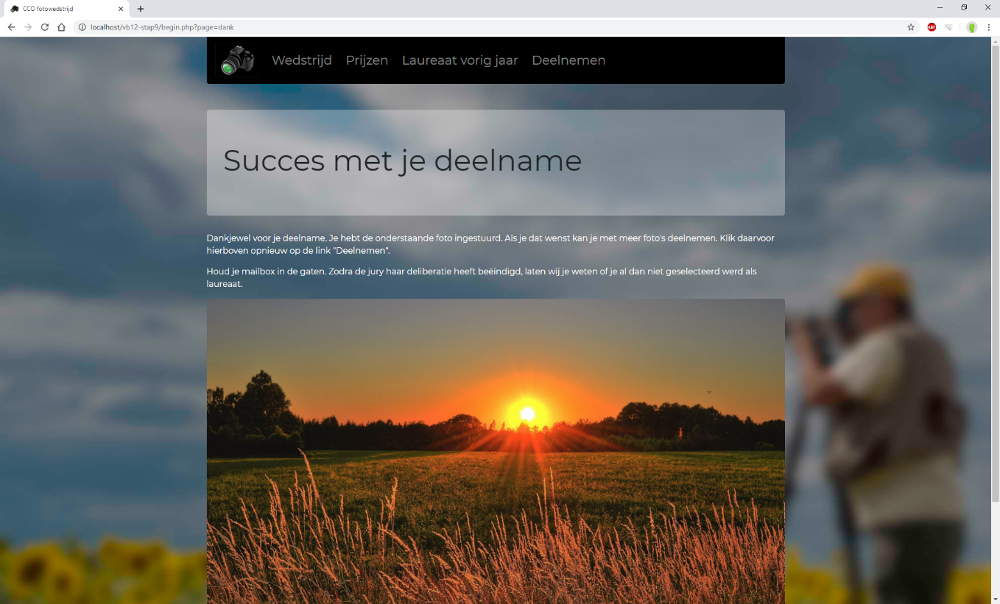 CCO fotowedstrijd
localhost/vb12-stap9/begin.php?page=dank
ABP
Wedstrijd Prijzen Laureaat vorig jaar Deelnemen
Succes met je deelname
Dankjewel voor je deelname. Je hebt de onderstaande foto ingestuurd. Als je dat wenst kan je met meer foto's deelnemen. Klik daarvoor
hierboven opnieuw op de link "Deelnemen".
Houd je mailbox in de gaten. Zodra de jury haar deliberatie heeft beëindigd, laten wij je weten of je al dan niet geselecteerd werd als
laureaat.